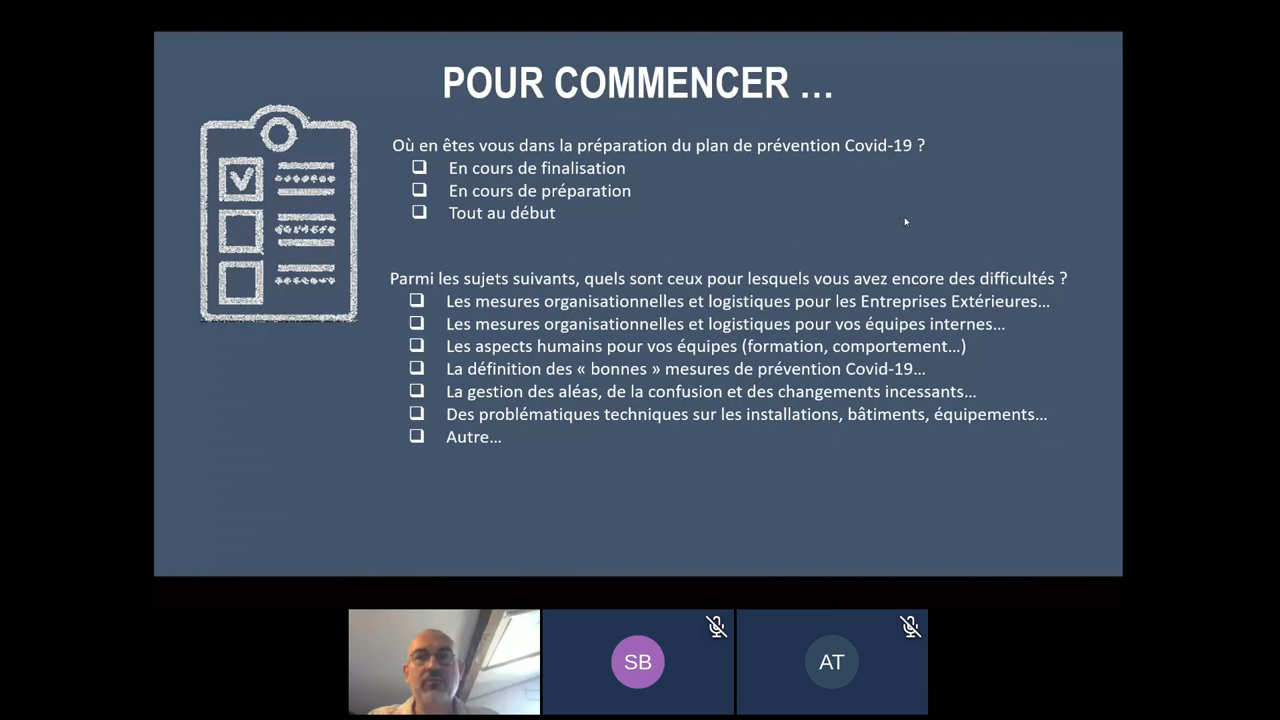 POUR COMMENCER ...
Où en êtes vous dans la préparation du plan de prévention Covid-19 ?
❑ En cours de finalisation
❑ En cours de préparation
❑ Tout au début
Parmi les sujets suivants, quels sont ceux pour lesquels vous avez encore des difficultés ?
❑ Les mesures organisationnelles et logistiques pour les Entreprises Extérieures…
❑ Les mesures organisationnelles et logistiques pour vos équipes internes…
❑ Les aspects humains pour vos équipes (formation, comportement…)
❑ La définition des « bonnes » mesures de prévention Covid-19…
❑ La gestion des aléas, de la confusion et des changements incessants…
❑ Des problématiques techniques sur les installations, bâtiments, équipements…
❑ Autre…
SB
AT